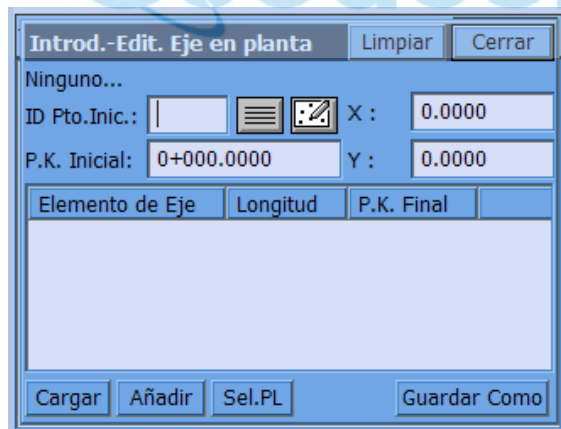 Introd.-Edit. Eje en planta Limpiar Cerrar
Ninguno...
ID Pto.Inic.: X : 0.0000
P.K. Inicial: 0+000.0000 Y : 0.0000
Elemento de Eje Longitud P.K. Final
Cargar Añadir Sel.PL Guardar Como